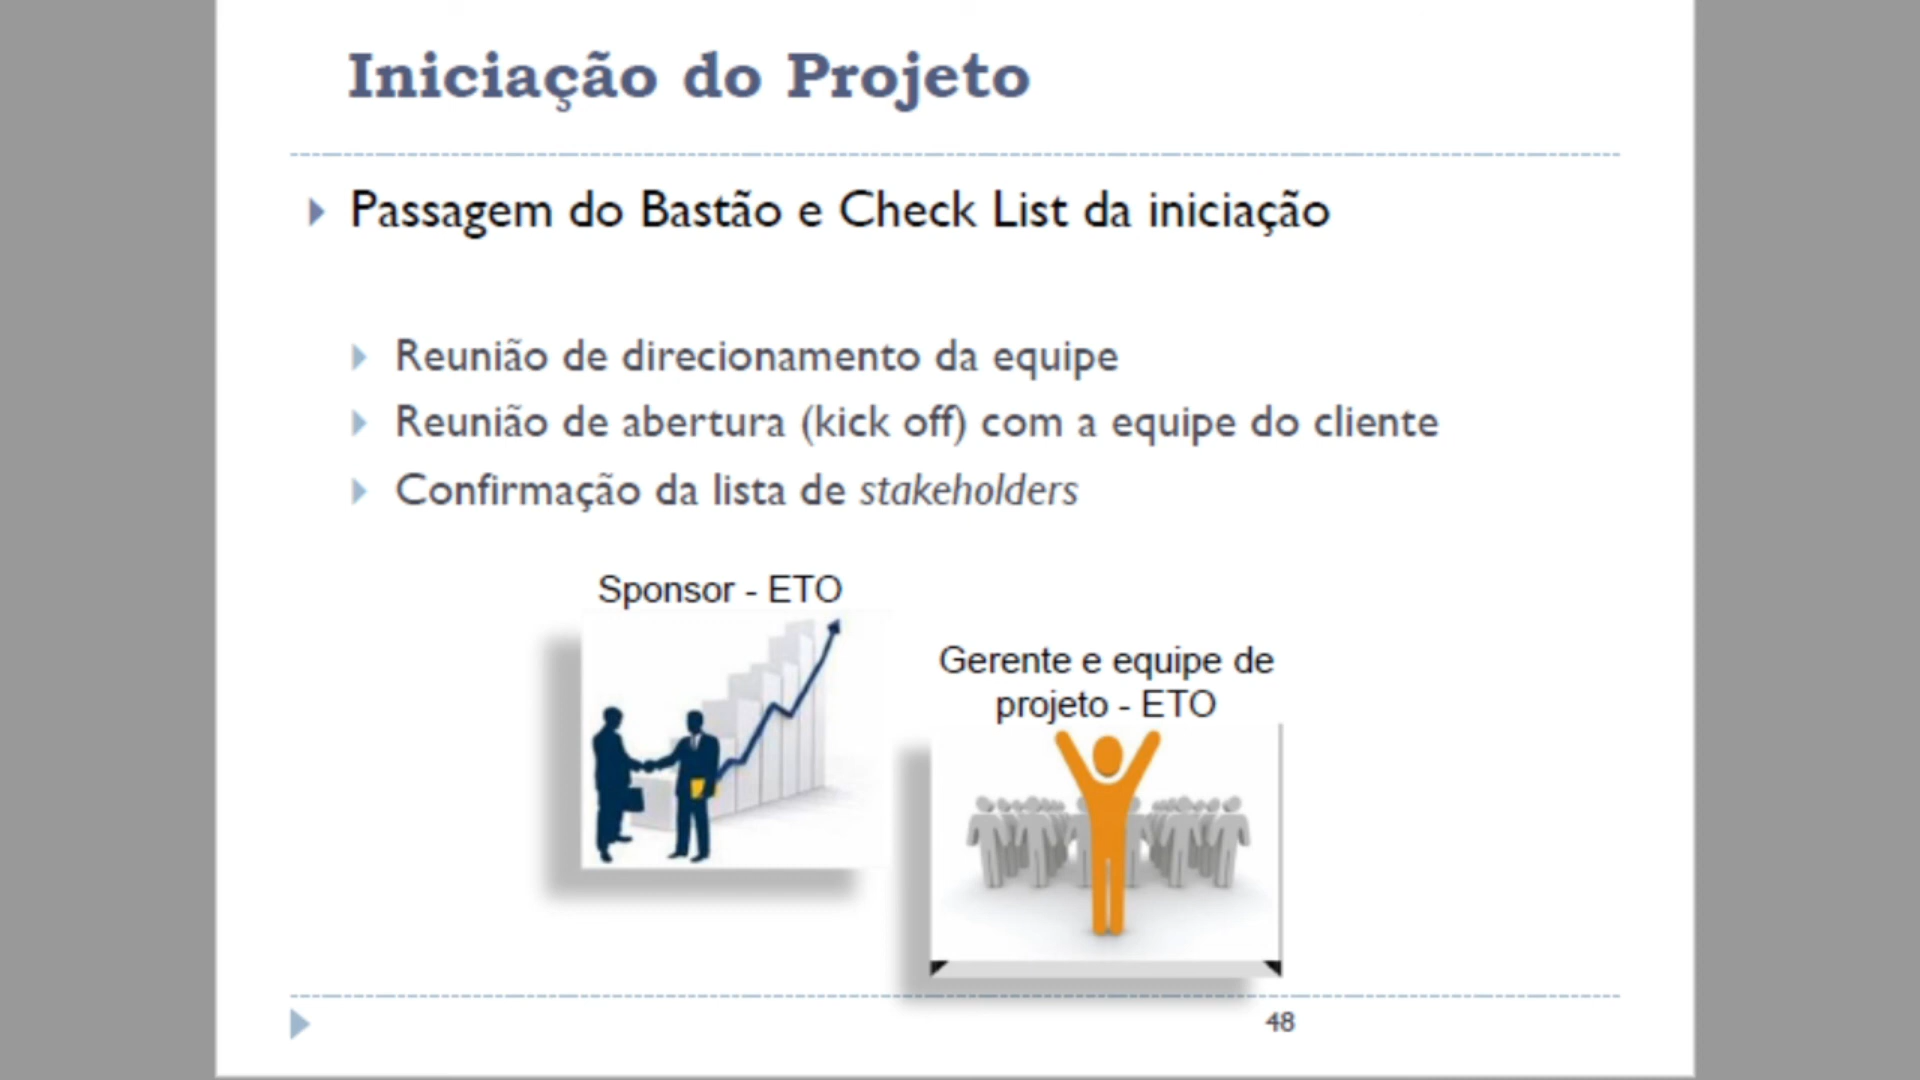 Iniciação do Projeto
Passagem do Bastão e Check List da iniciação
Reunião de direcionamento da equipe
Reunião de abertura (kick off) com a equipe do cliente
Confirmação da lista de stakeholders
Sponsor - ETO
Gerente e equipe de
projeto - ETO
48